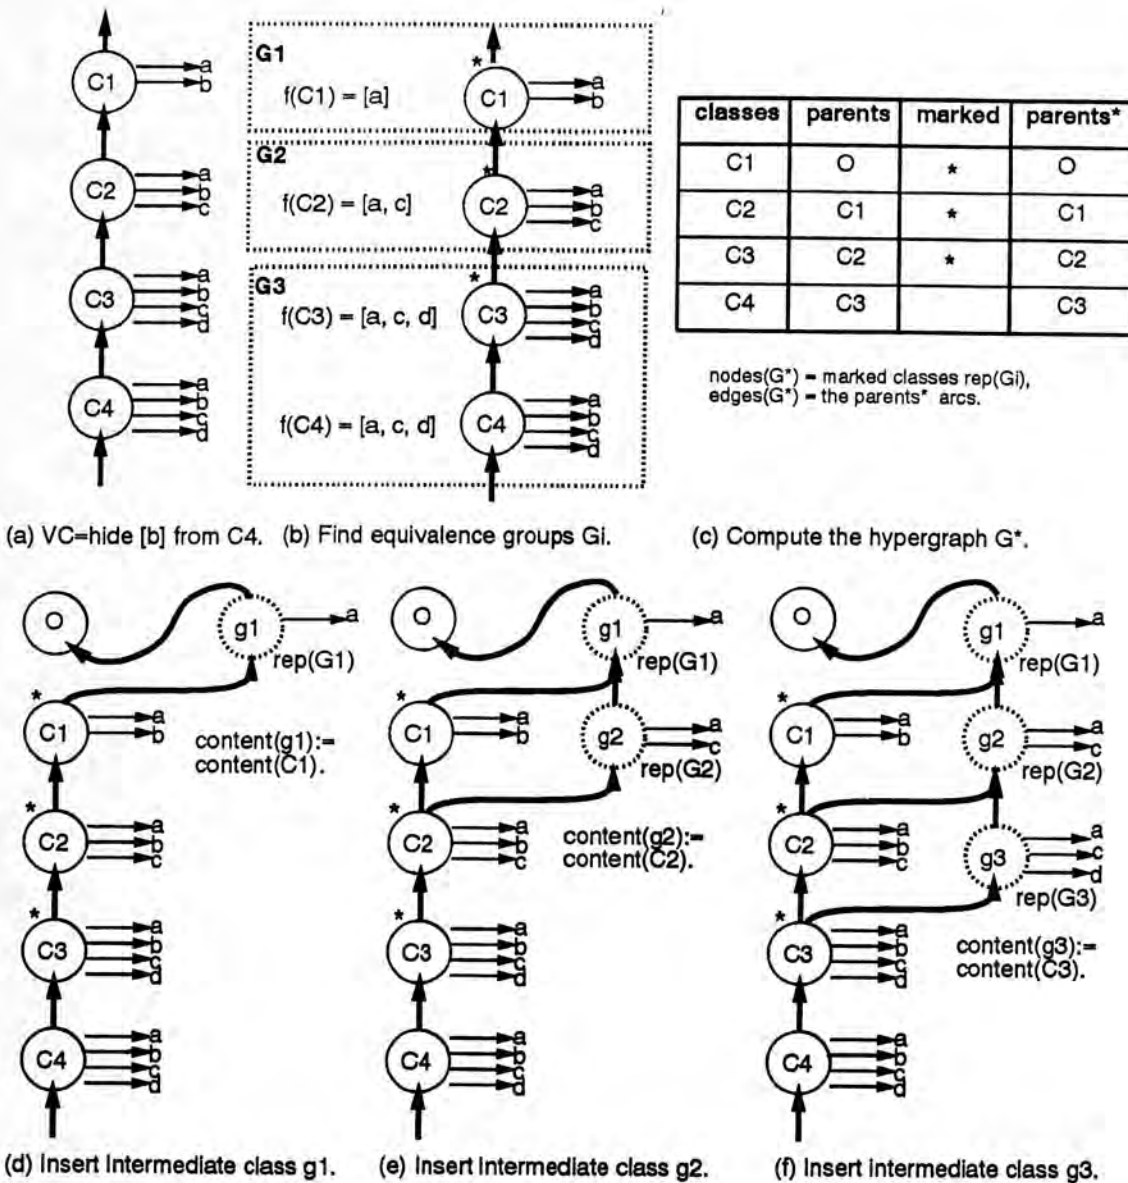 C1
a
b
C2
a
b
c
C3
a
b
c
d
C4
a
b
c
d
(a) VC=hide [b] from C4.
G1
f(C1) = [a]
*
C1
a
b
G2
f(C2) = [a, c]
*
C2
a
b
c
G3
f(C3) = [a, c, d]
*
C3
a
b
c
d
f(C4) = [a, c, d]
C4
a
b
c
d
(b) Find equivalence groups Gi.
classes parents marked parents*
C1 O * O
C2 C1 * C1
C3 C2 * C2
C4 C3 C3
nodes(G*) = marked classes rep(Gi),
edges(G*) = the parents* arcs.
(c) Compute the hypergraph G*.
O
g1
a
rep(G1)
*
C1
a
b
content(g1):=
content(C1).
*
C2
a
b
c
*
C3
a
b
c
d
C4
a
b
c
d
(d) Insert intermediate class g1.
O
g1
a
rep(G1)
*
C1
a
b
g2
a
c
rep(G2)
*
C2
a
b
c
content(g2):=
content(C2).
*
C3
a
b
c
d
C4
a
b
c
d
(e) Insert intermediate class g2.
O
g1
a
rep(G1)
*
C1
a
b
g2
a
c
rep(G2)
*
C2
a
b
c
g3
a
c
d
rep(G3)
*
C3
a
b
c
d
content(g3):=
content(C3).
C4
a
b
c
d
(f) Insert intermediate class g3.